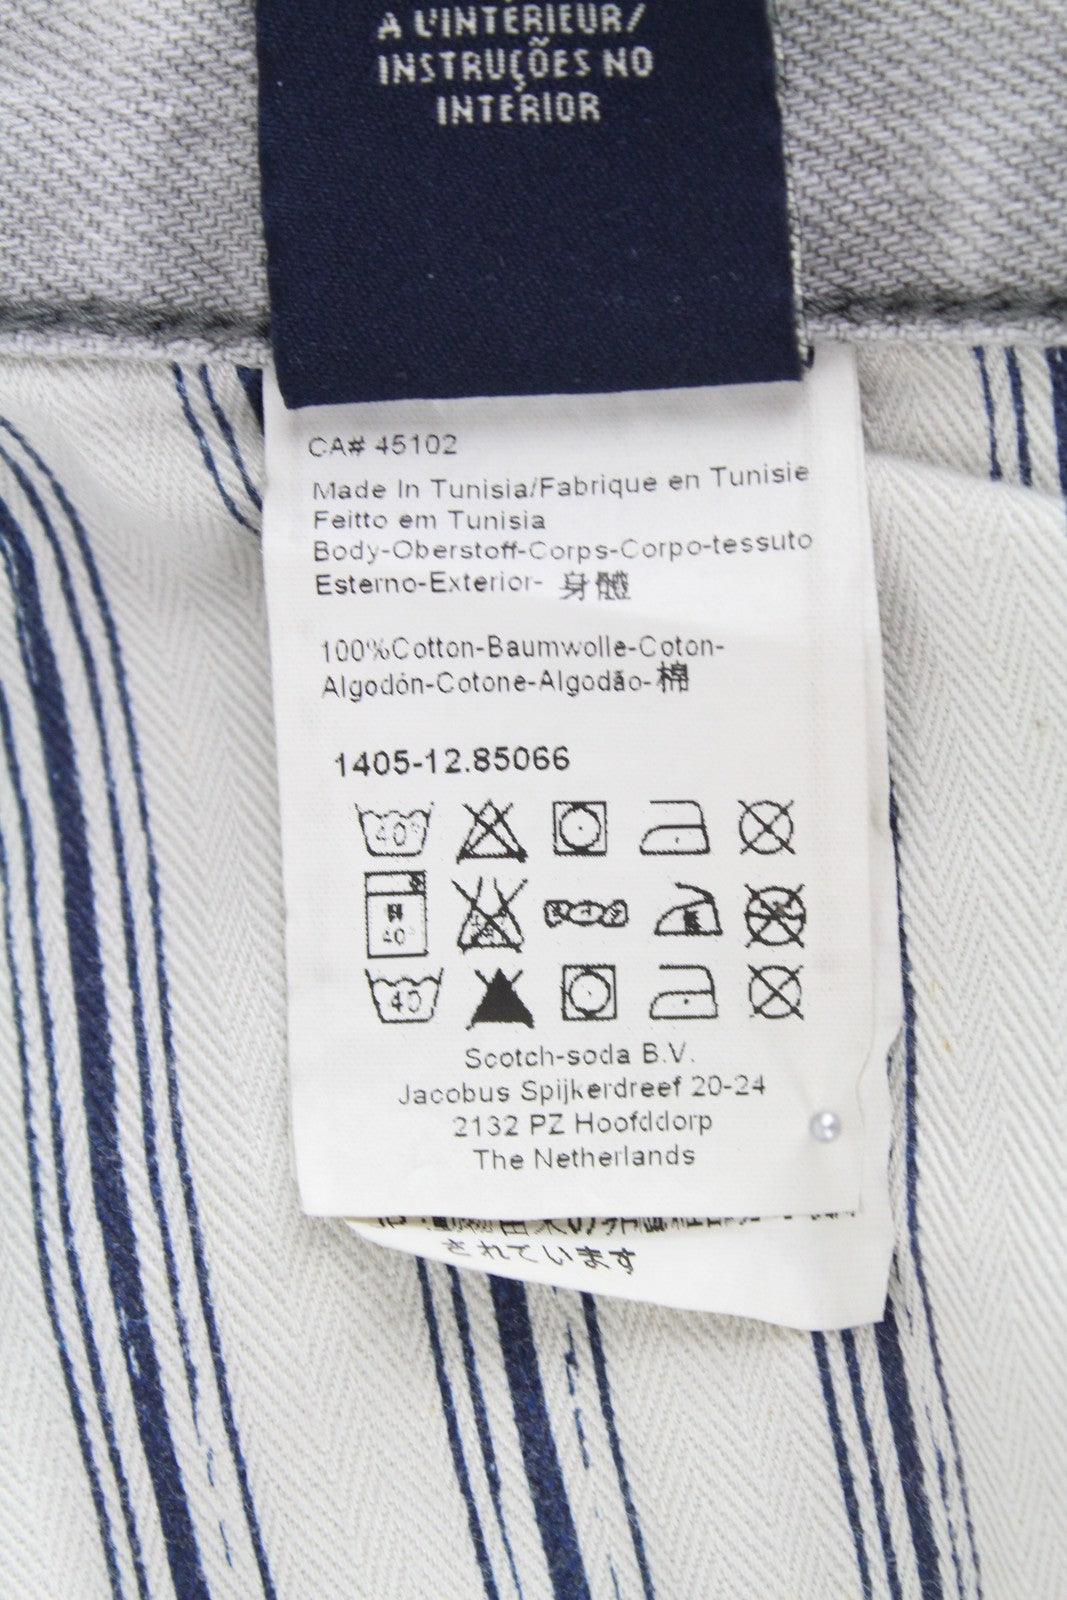 À L'INTÉRIEUR/
INSTRUÇÕES NO
INTERIOR
CA# 45102
Made In Tunisia/Fabrique en Tunisie
Feitto em Tunisia
Body-Oberstoff-Corps-Corpo-tessuto
Esterno-Exterior- 身體
100%Cotton-Baumwolle-Coton-
Algodón-Cotone-Algodão-棉
1405-12.85066
40°
40°
40
Scotch-soda B.V.
Jacobus Spijkerdreef 20-24
2132 PZ Hoofddorp
The Netherlands
されています